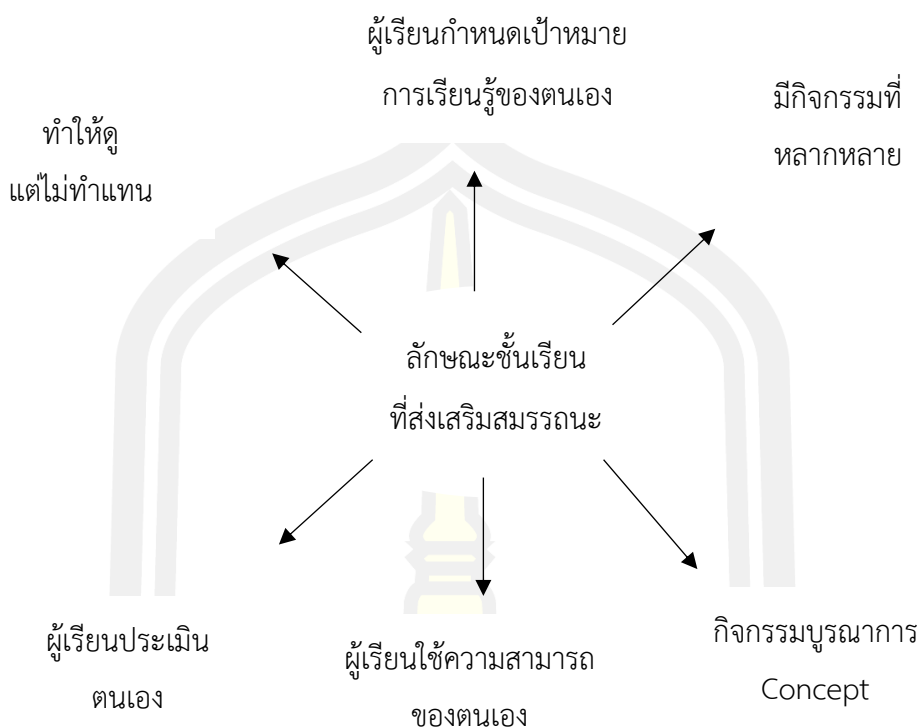 ผู้เรียนกำหนดเป้าหมาย
การเรียนรู้ของตนเอง
มีกิจกรรมที่
หลากหลาย
ทำให้ดู
แต่ไม่ทำแทน
ลักษณะชั้นเรียน
ที่ส่งเสริมสมรรถนะ
ผู้เรียนประเมิน
ตนเอง
ผู้เรียนใช้ความสามารถ
ของตนเอง
กิจกรรมบูรณาการ
Concept